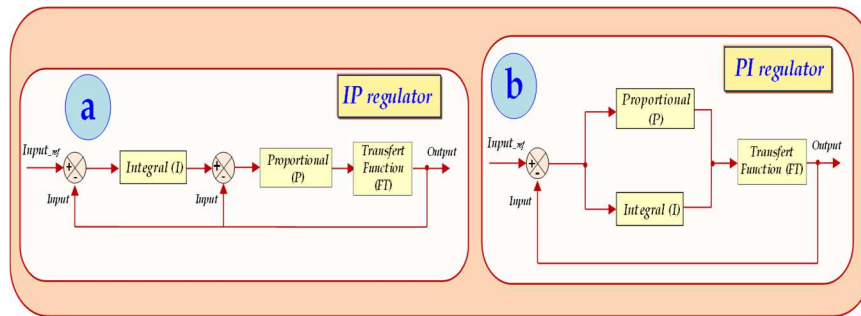 a
IP regulator
Input_ref
+
-
Input
Integral (I)
+
-
Input
Proportional
(P)
Transfert
Function
(FT)
Output
b
PI regulator
Input_ref
+
-
Input
Proportional
(P)
Integral (I)
Transfert
Function (FT)
Output